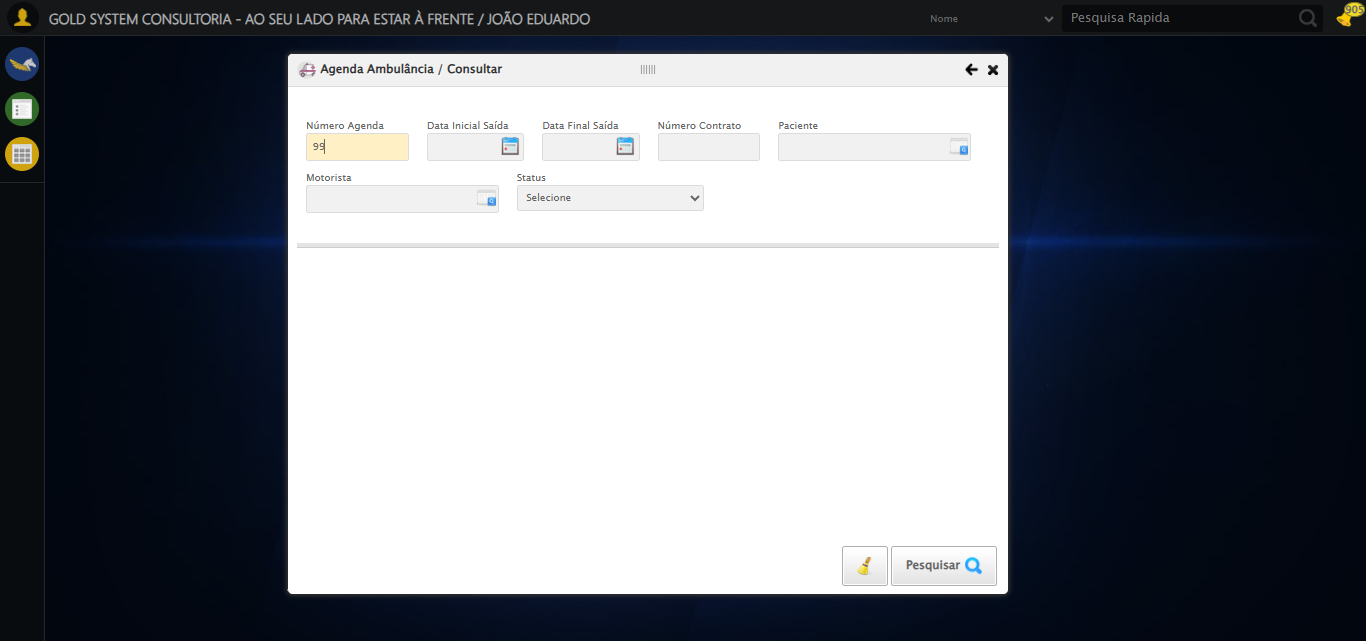 GOLD SYSTEM CONSULTORIA - AO SEU LADO PARA ESTAR À FRENTE / JOÃO EDUARDO
Nome
Pesquisa Rapida
905
Agenda Ambulância / Consultar
Número Agenda
Data Inicial Saída
Data Final Saída
Número Contrato
Paciente
99
Motorista
Status
Selecione
Pesquisar